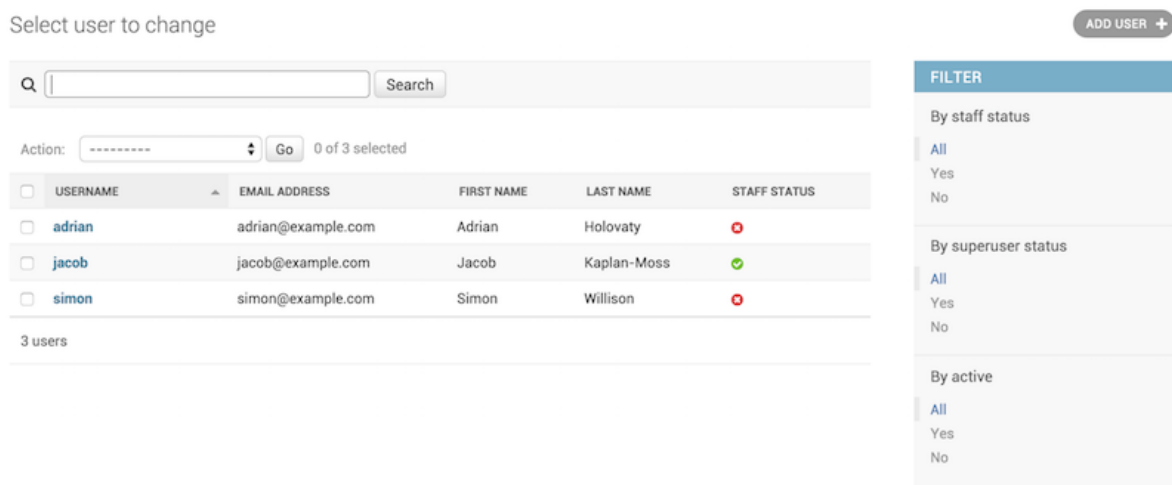 Select user to change
ADD USER +
Search
Action: --------- Go 0 of 3 selected
USERNAME EMAIL ADDRESS FIRST NAME LAST NAME STAFF STATUS
adrian adrian@example.com Adrian Holovaty
jacob jacob@example.com Jacob Kaplan-Moss
simon simon@example.com Simon Willison
3 users
FILTER
By staff status
All
Yes
No
By superuser status
All
Yes
No
By active
All
Yes
No